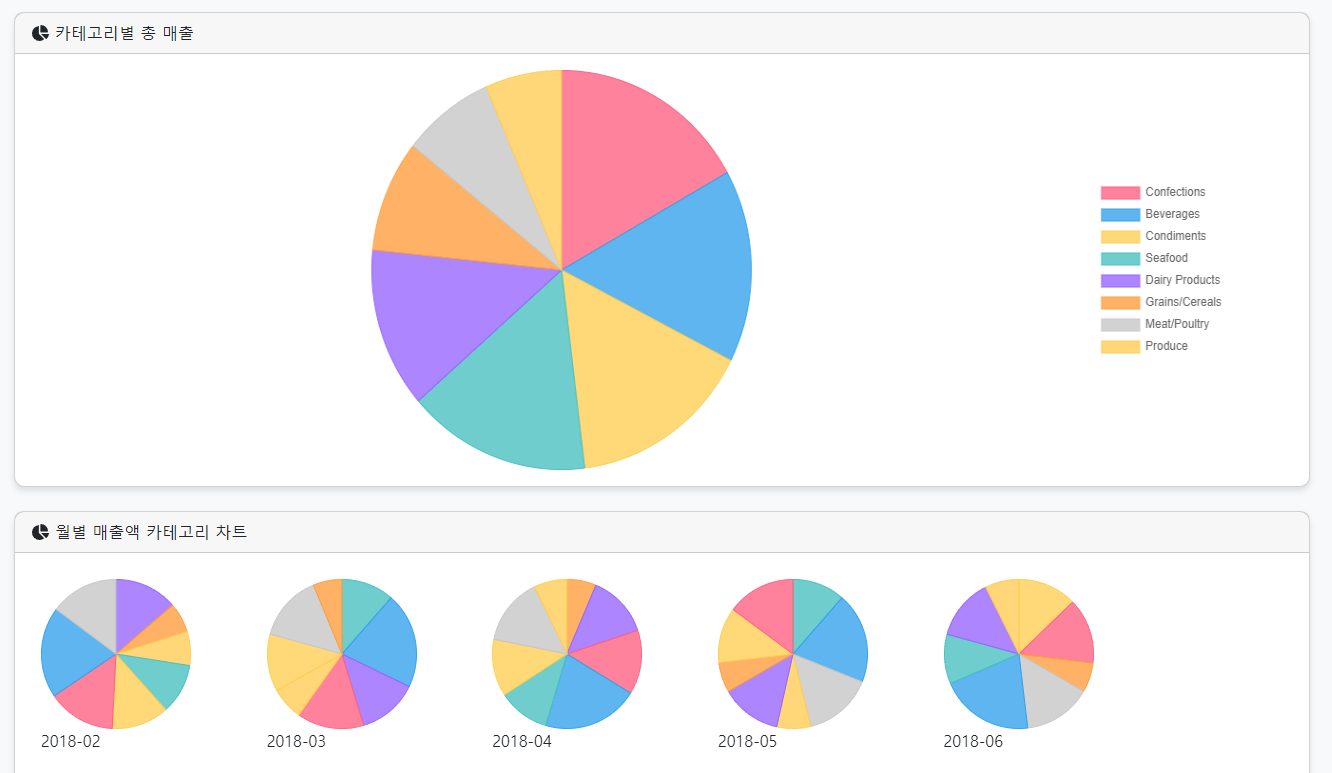 카테고리별 총 매출
Confections
Beverages
Condiments
Seafood
Dairy Products
Grains/Cereals
Meat/Poultry
Produce
월별 매출액 카테고리 차트
2018-02
2018-03
2018-04
2018-05
2018-06